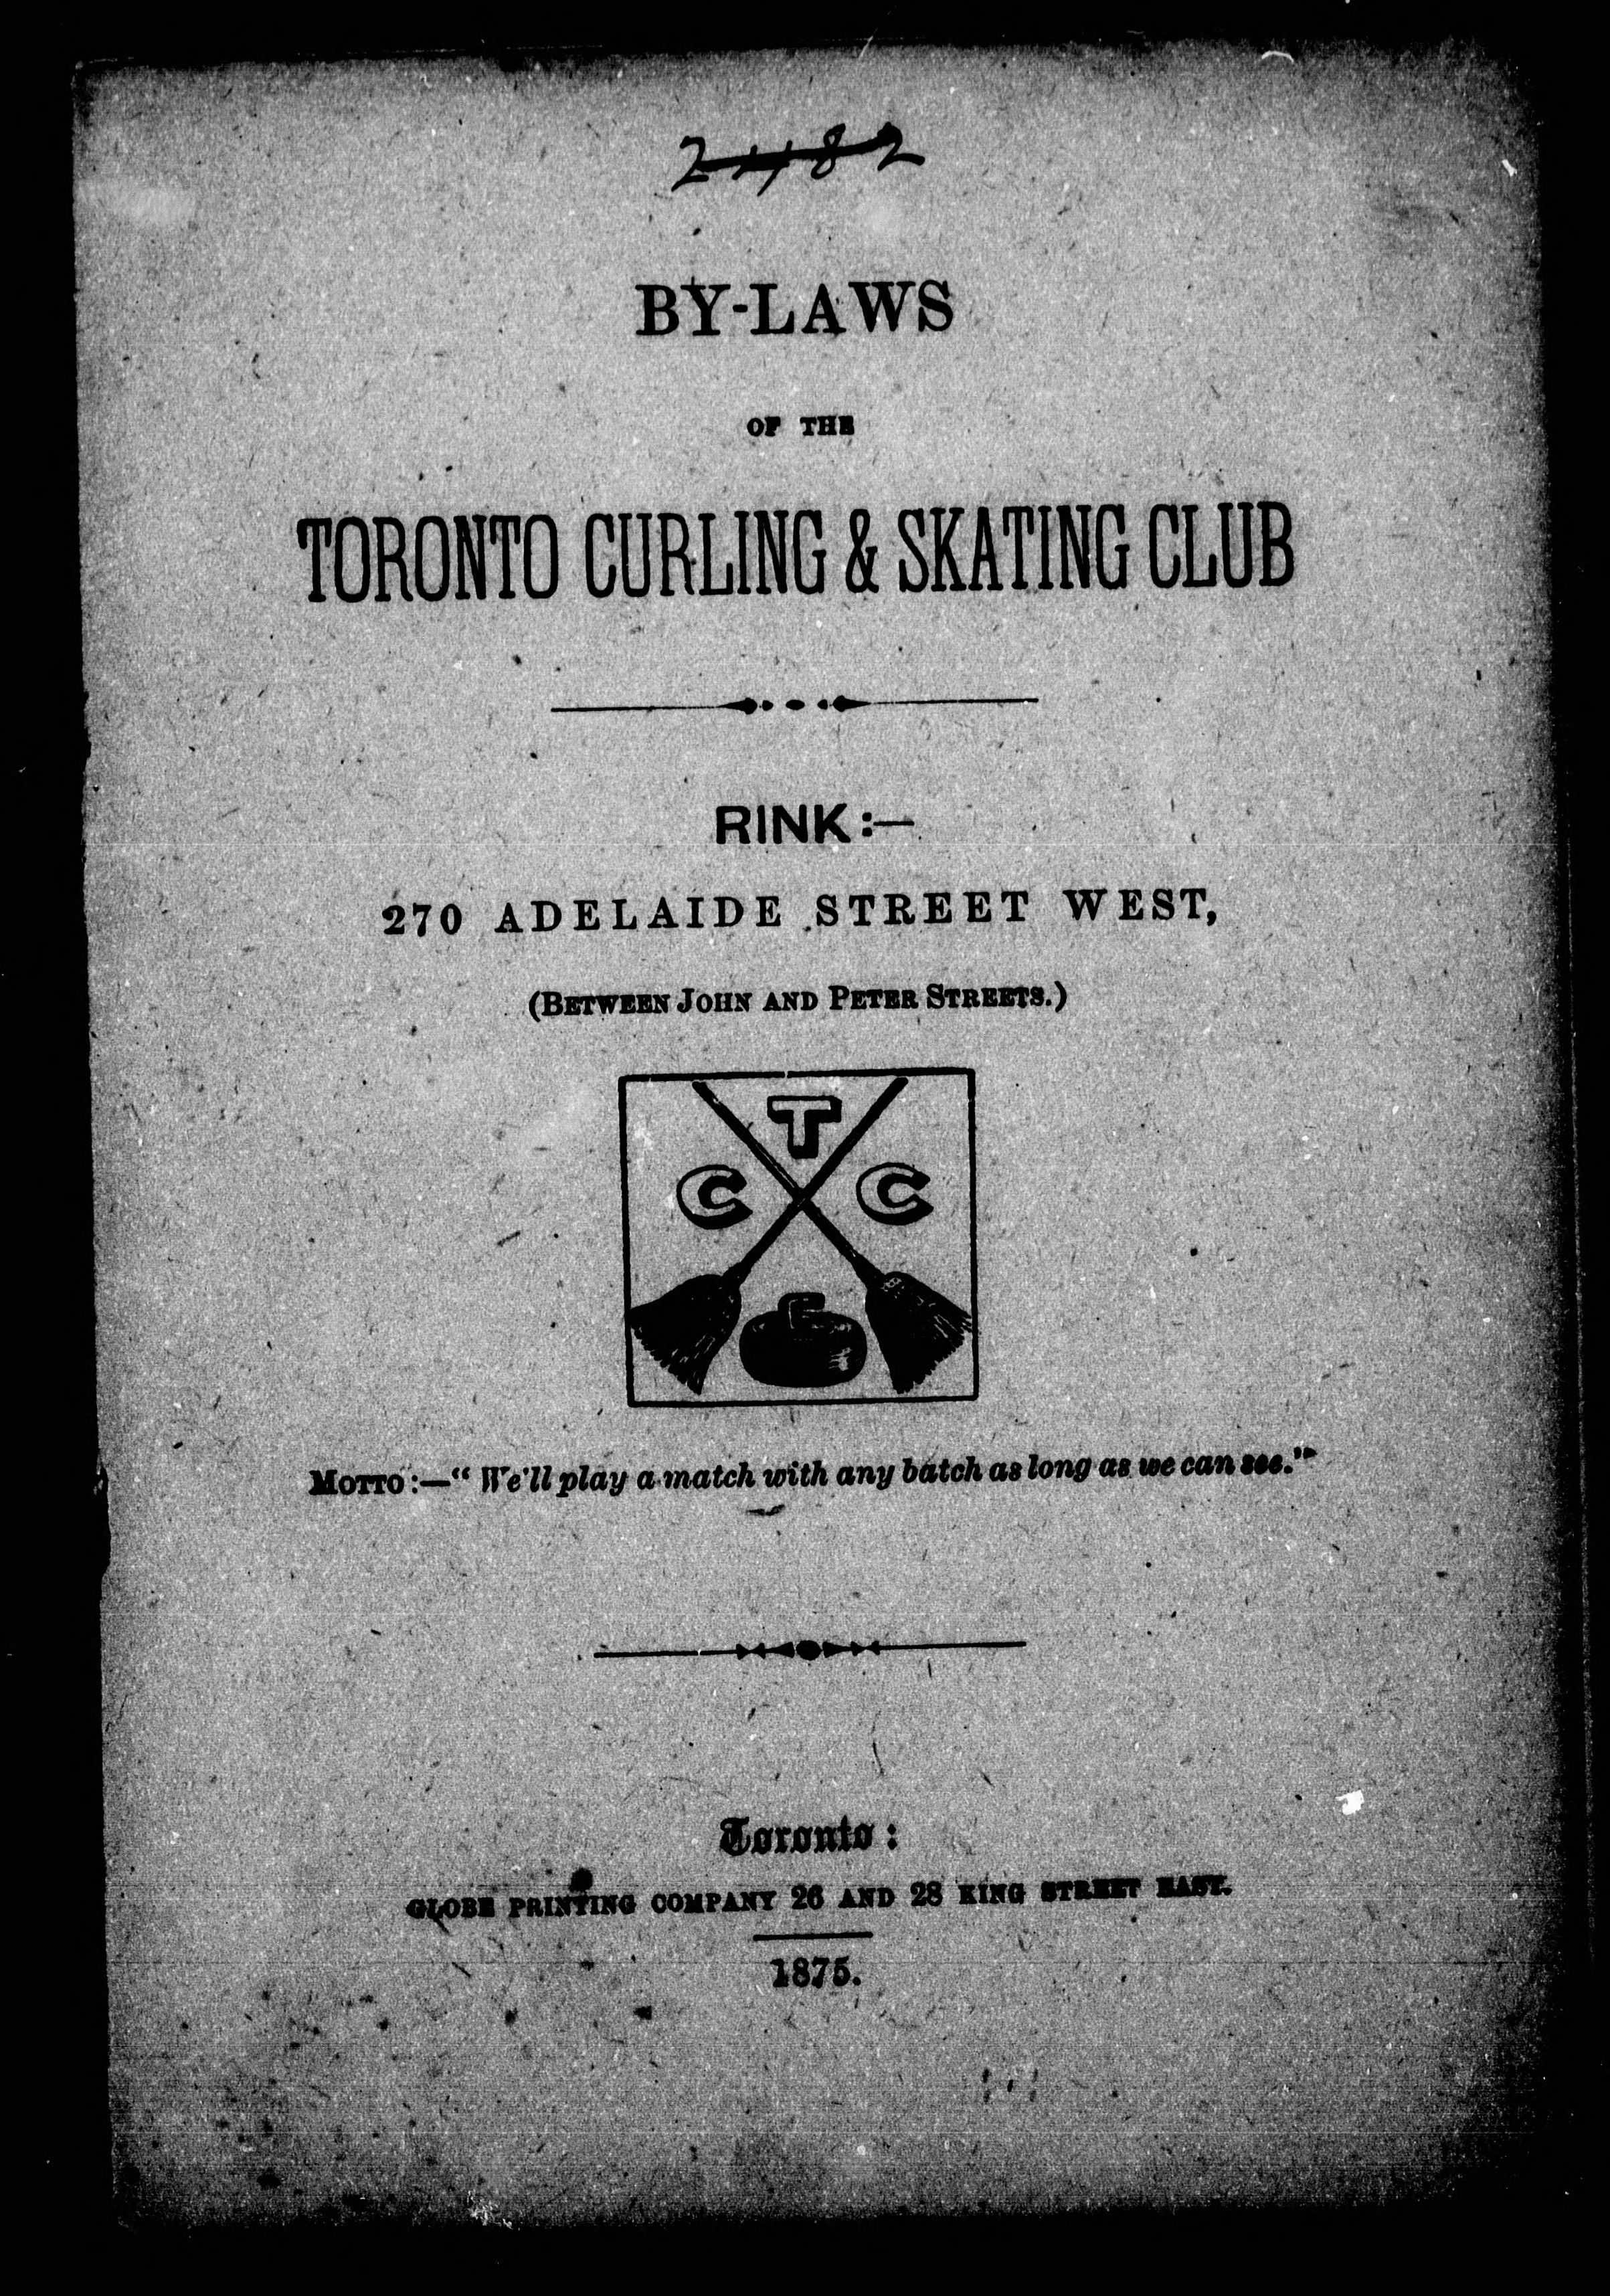 BY-LAWS
OF THE
TORONTO CURLING & SKATING CLUB
RINK:—
270 ADELAIDE STREET WEST,
(BETWEEN JOHN AND PETER STREETS.)
T
C C
MOTTO:—"We'll play a match with any batch as long as we can see."
Toronto:
GLOBE PRINTING COMPANY 26 AND 28 KING STREET EAST.
1875.